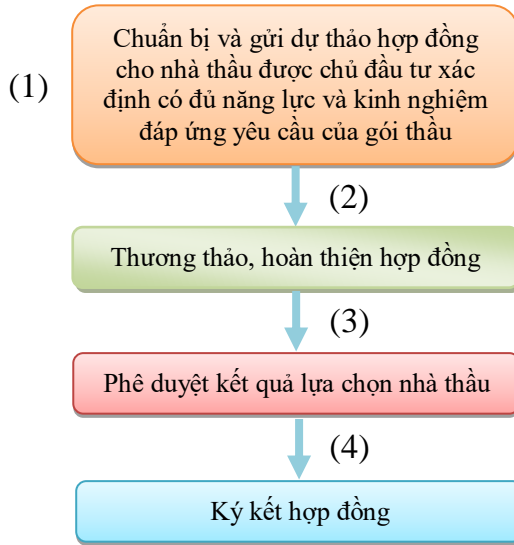 Chuẩn bị và gửi dự thảo hợp đồng
cho nhà thầu được chủ đầu tư xác
(1)
định có đủ năng lực và kinh nghiệm
đáp ứng yêu cầu của gói thầu
(2)
Thương thảo, hoàn thiện hợp đồng
(3)
Phê duyệt kết quả lựa chọn nhà thầu
(4)
Ký kết hợp đồng